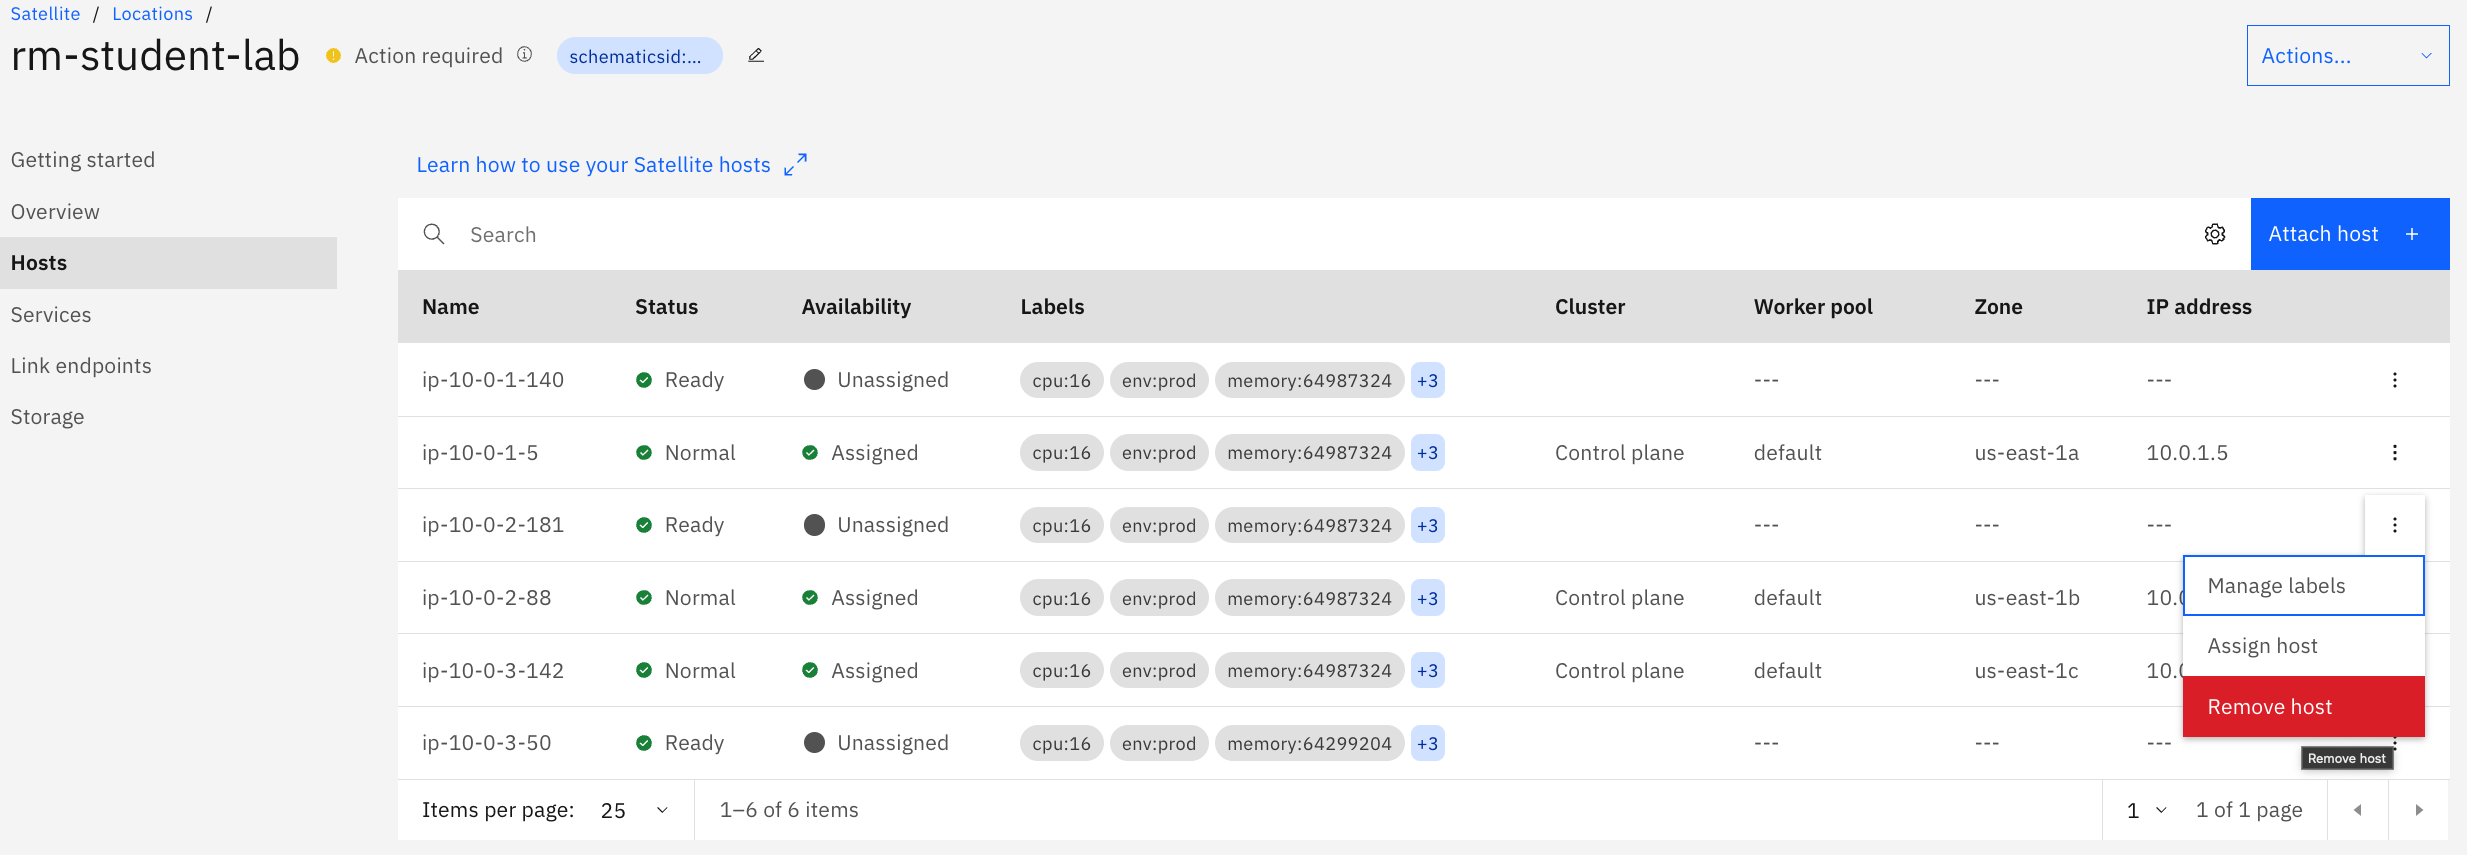 Satellite / Locations /
rm-student-lab Action required schematicsid:... Actions...
Getting started
Overview
Hosts
Services
Link endpoints
Storage
Learn how to use your Satellite hosts
Search Attach host +
Name Status Availability Labels Cluster Worker pool Zone IP address
ip-10-0-1-140 Ready Unassigned cpu:16 env:prod memory:64987324 +3 --- --- ---
ip-10-0-1-5 Normal Assigned cpu:16 env:prod memory:64987324 +3 Control plane default us-east-1a 10.0.1.5
ip-10-0-2-181 Ready Unassigned cpu:16 env:prod memory:64987324 +3 --- --- ---
ip-10-0-2-88 Normal Assigned cpu:16 env:prod memory:64987324 +3 Control plane default us-east-1b
ip-10-0-3-142 Normal Assigned cpu:16 env:prod memory:64987324 +3 Control plane default us-east-1c
ip-10-0-3-50 Ready Unassigned cpu:16 env:prod memory:64299204 +3 --- --- ---
Manage labels
Assign host
Remove host
Remove host
Items per page: 25 1–6 of 6 items 1 1 of 1 page